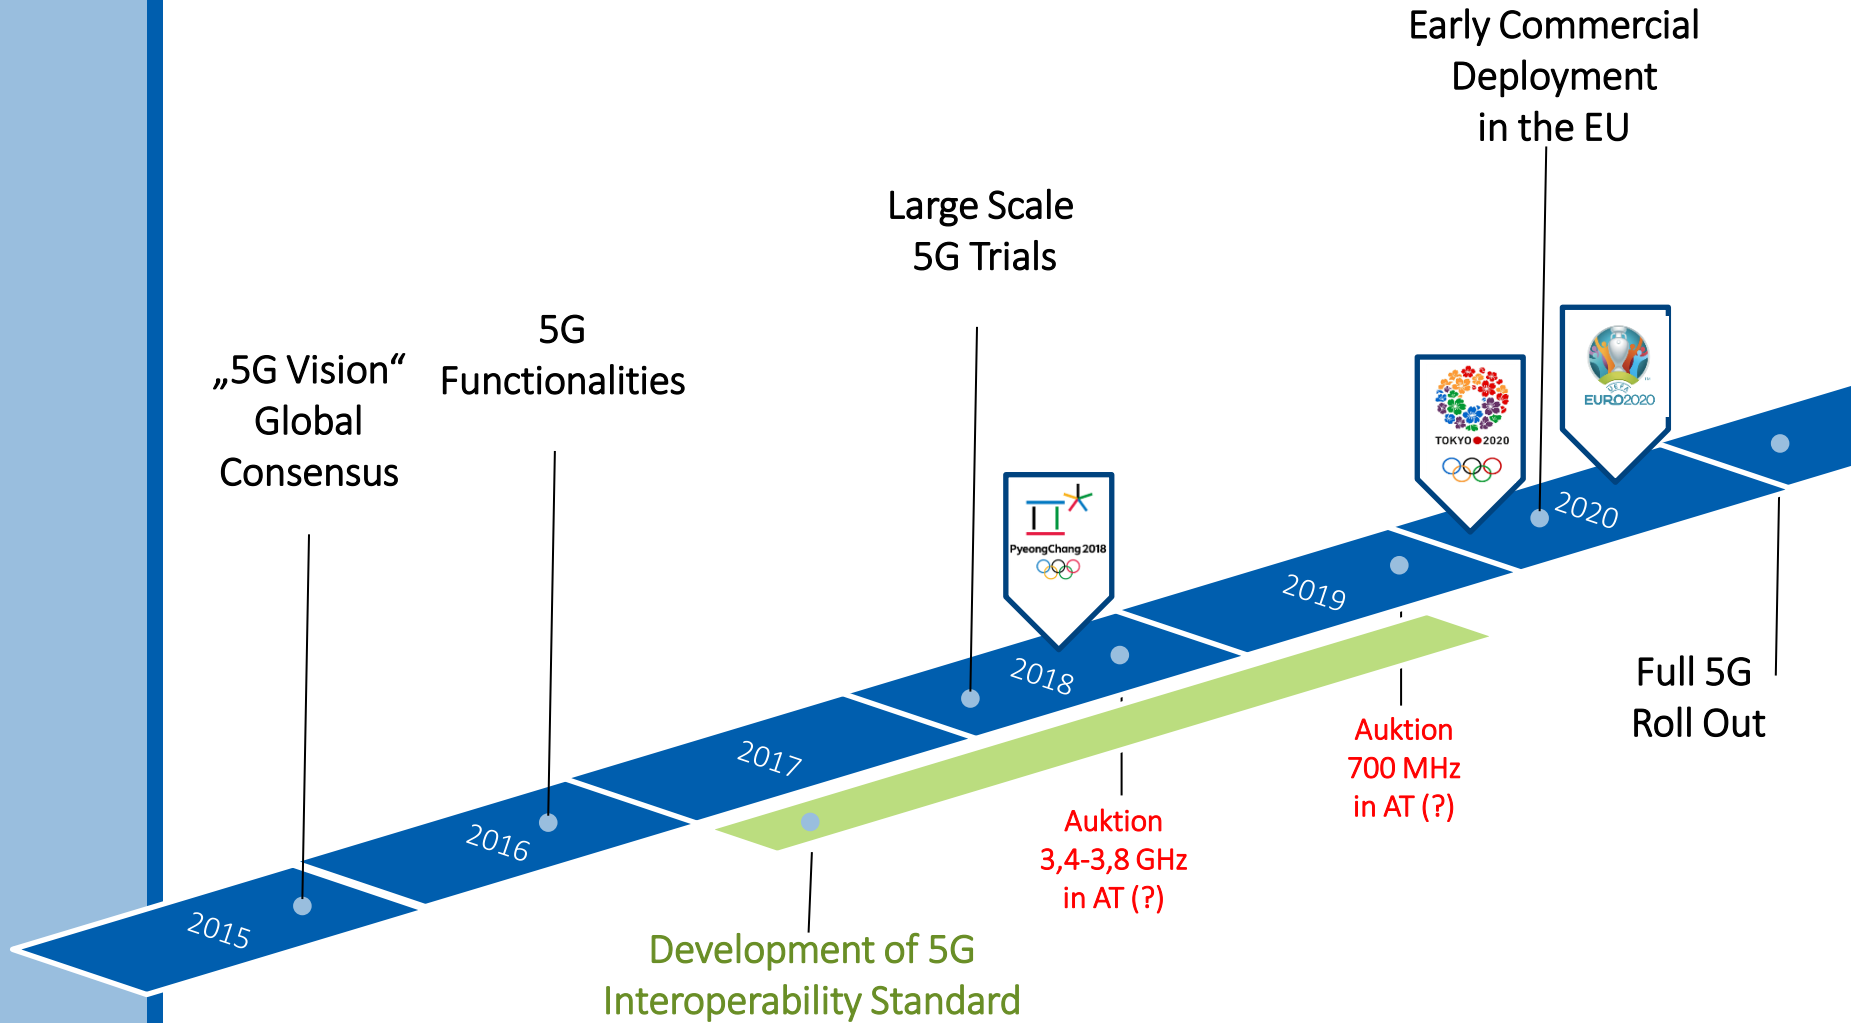 Early Commercial
Deployment
in the EU
Large Scale
5G Trials
5G
Functionalities
„5G Vision“
Global
Consensus
UEFA
EURO2020
TOKYO 2020
PyeongChang 2018
2020
2019
2018
2017
2016
2015
Full 5G
Roll Out
Auktion
700 MHz
in AT (?)
Auktion
3,4-3,8 GHz
in AT (?)
Development of 5G
Interoperability Standard